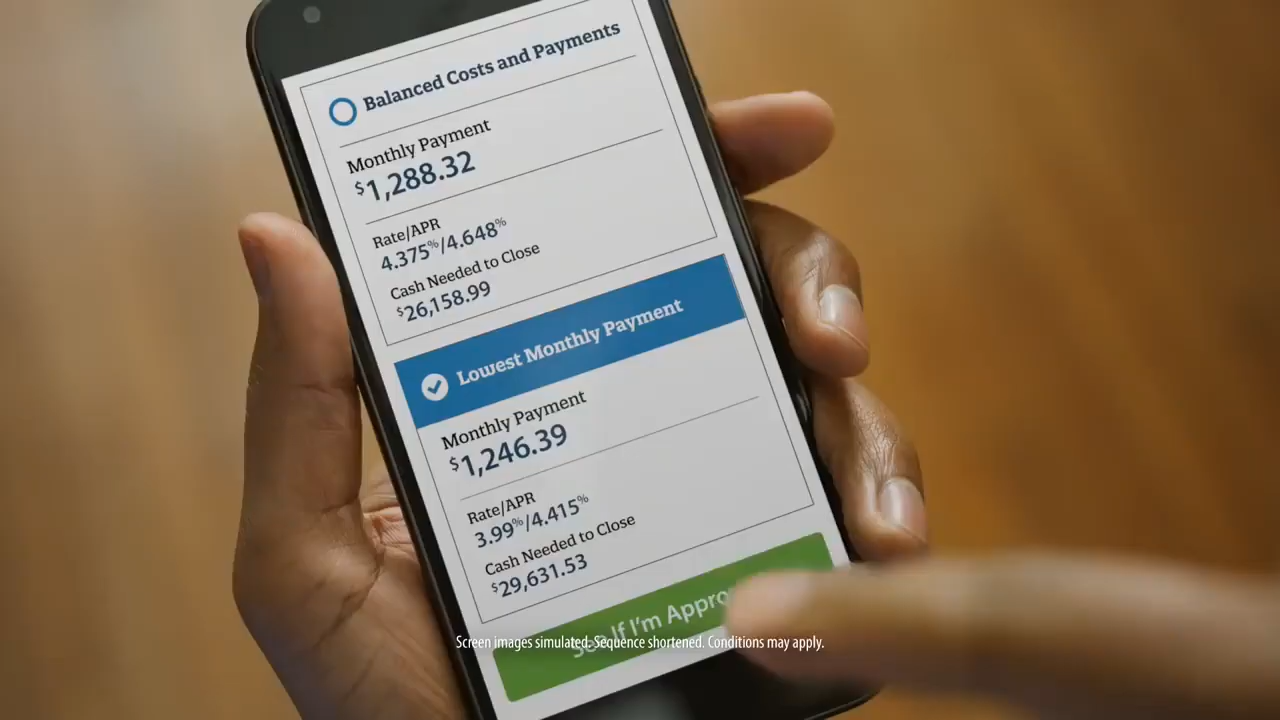 Balanced Costs and Payments
Monthly Payment
$1,288.32
Rate/APR
4.375%/4.648%
Cash Needed to Close
$26,158.99
Lowest Monthly Payment
Monthly Payment
$1,246.39
Rate/APR
3.99%/4.415%
Cash Needed to Close
$29,631.53
See If I'm
Screen images simulated. Sequence shortened. Conditions may apply.